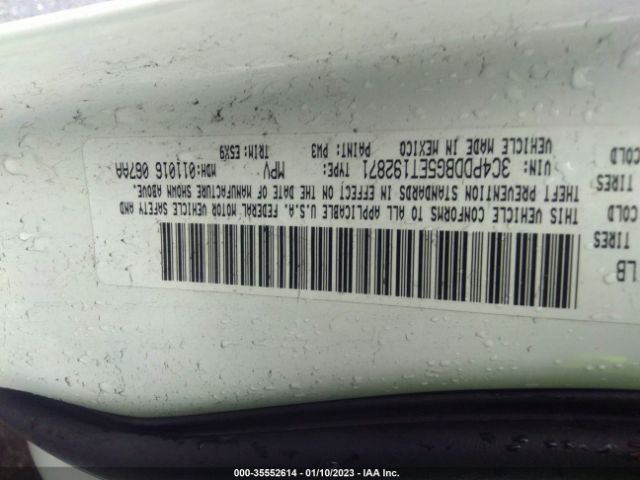 LB
TIRES
COLD
TIRES
COLD
THIS VEHICLE CONFORMS TO ALL APPLICABLE U.S.A. FEDERAL MOTOR VEHICLE SAFETY AND
THEFT PREVENTION STANDARDS IN EFFECT ON THE DATE OF MANUFACTURE SHOWN ABOVE.
VIN: 3C4PDDBG5ET192871 TYPE: MPV MDH: 011016 067AA
VEHICLE MADE IN MEXICO PAINT: PW3 TRIM: E5X9
000-35552614 - 01/10/2023 - IAA Inc.